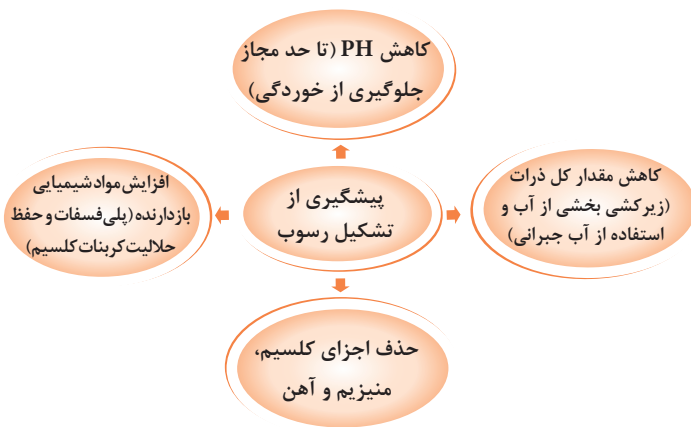 کاهش PH (تا حد مجاز
جلوگیری از خوردگی)
کاهش مقدار کل ذرات
(زیرکشی بخشی از آب و
استفاده از آب جبرانی)
پیشگیری از
تشکیل رسوب
افزایش مواد شیمیایی
بازدارنده (پلی فسفات و حفظ
حلالیت کربنات کلسیم)
حذف اجزای کلسیم،
منیزیم و آهن